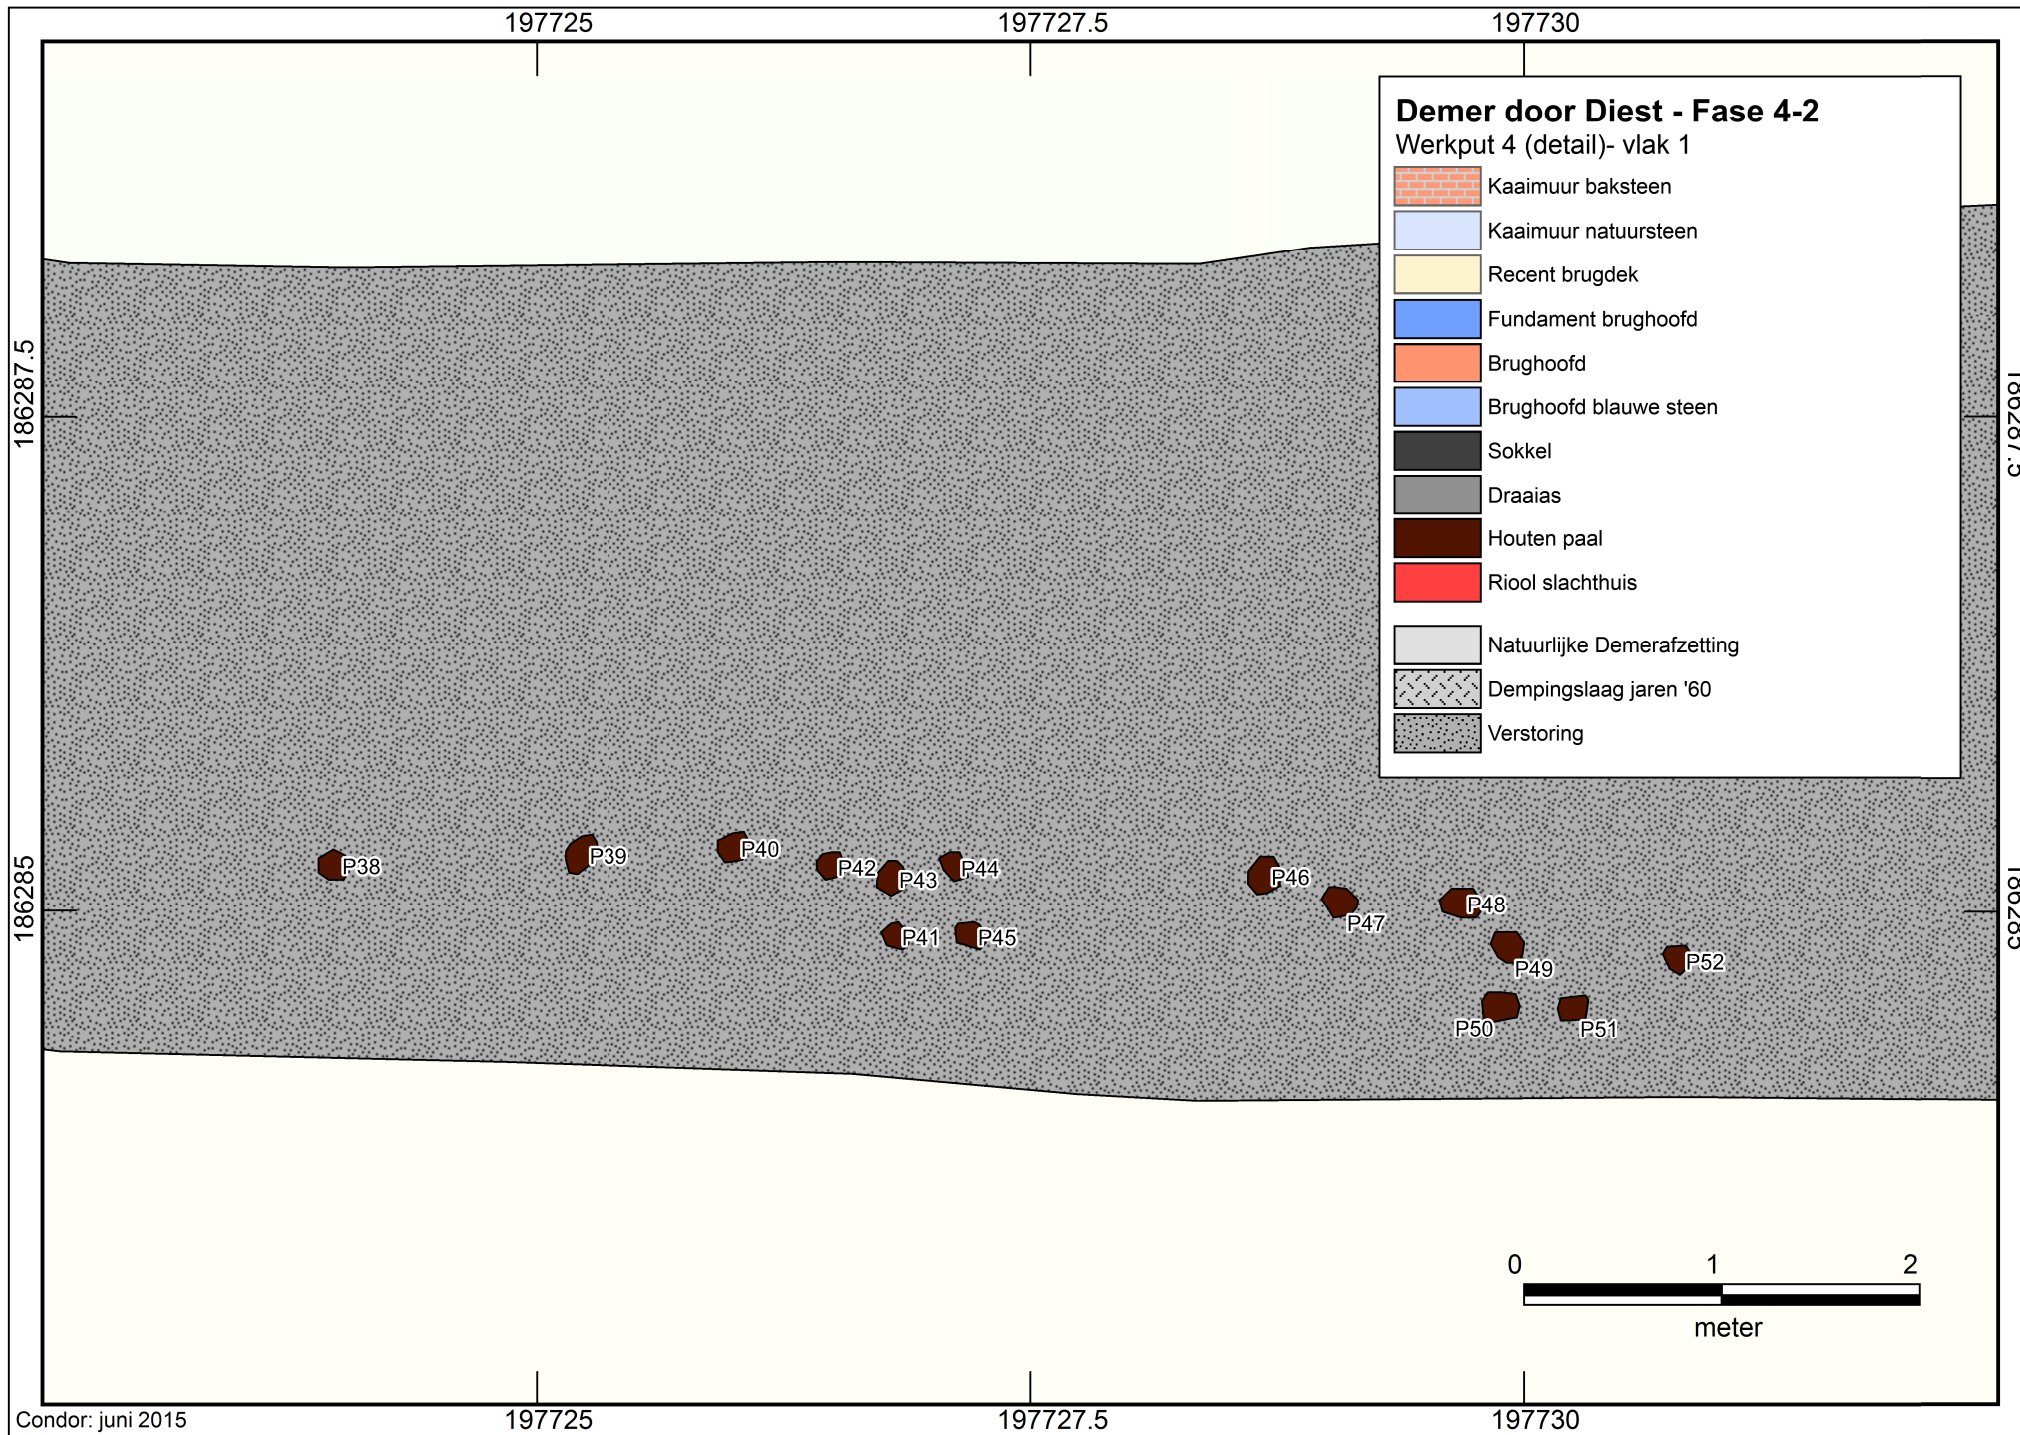 197725 197727.5 197730
Demer door Diest - Fase 4-2
Werkput 4 (detail)- vlak 1
Kaaimuur baksteen
Kaaimuur natuursteen
Recent brugdek
Fundament brughoofd
Brughoofd
Brughoofd blauwe steen
Sokkel
Draaias
Houten paal
Riool slachthuis
Natuurlijke Demerafzetting
Dempingslaag jaren '60
Verstoring
186287.5
186287.5
186285
186285
P38
P39
P40
P42
P43
P44
P41
P45
P46
P47
P48
P49
P50
P51
P52
0 1 2
meter
Condor: juni 2015
197725 197727.5 197730